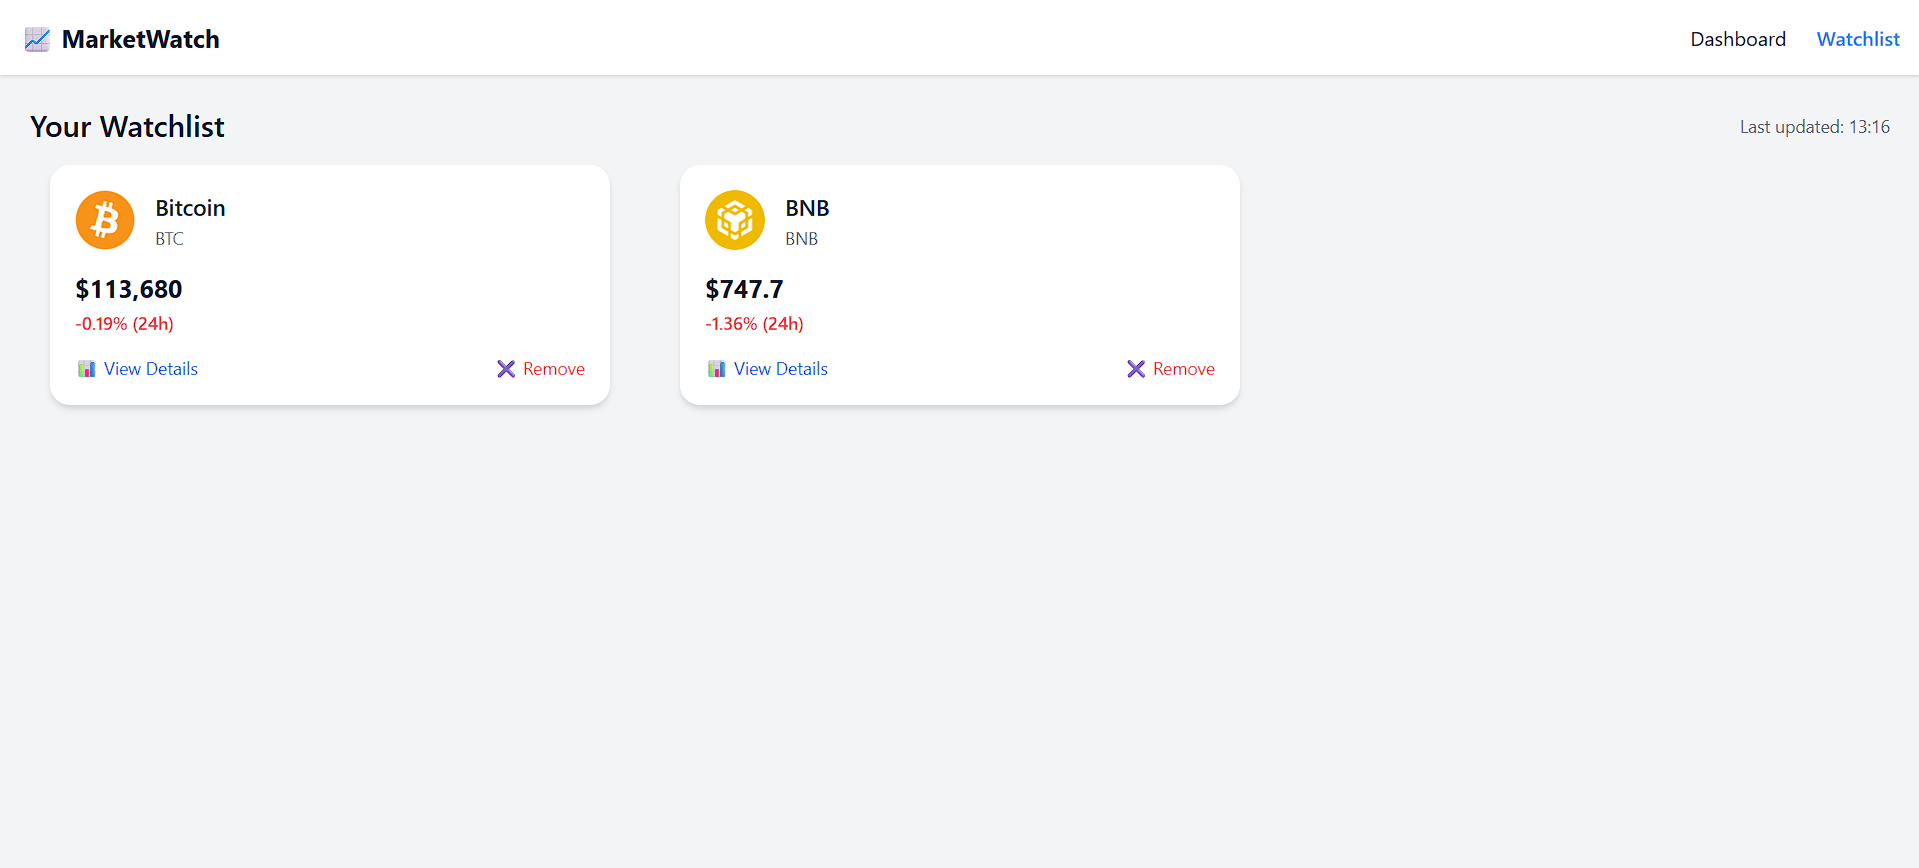 MarketWatch
Dashboard Watchlist
Your Watchlist
Last updated: 13:16
Bitcoin
BTC
$113,680
-0.19% (24h)
View Details
Remove
BNB
BNB
$747.7
-1.36% (24h)
View Details
Remove